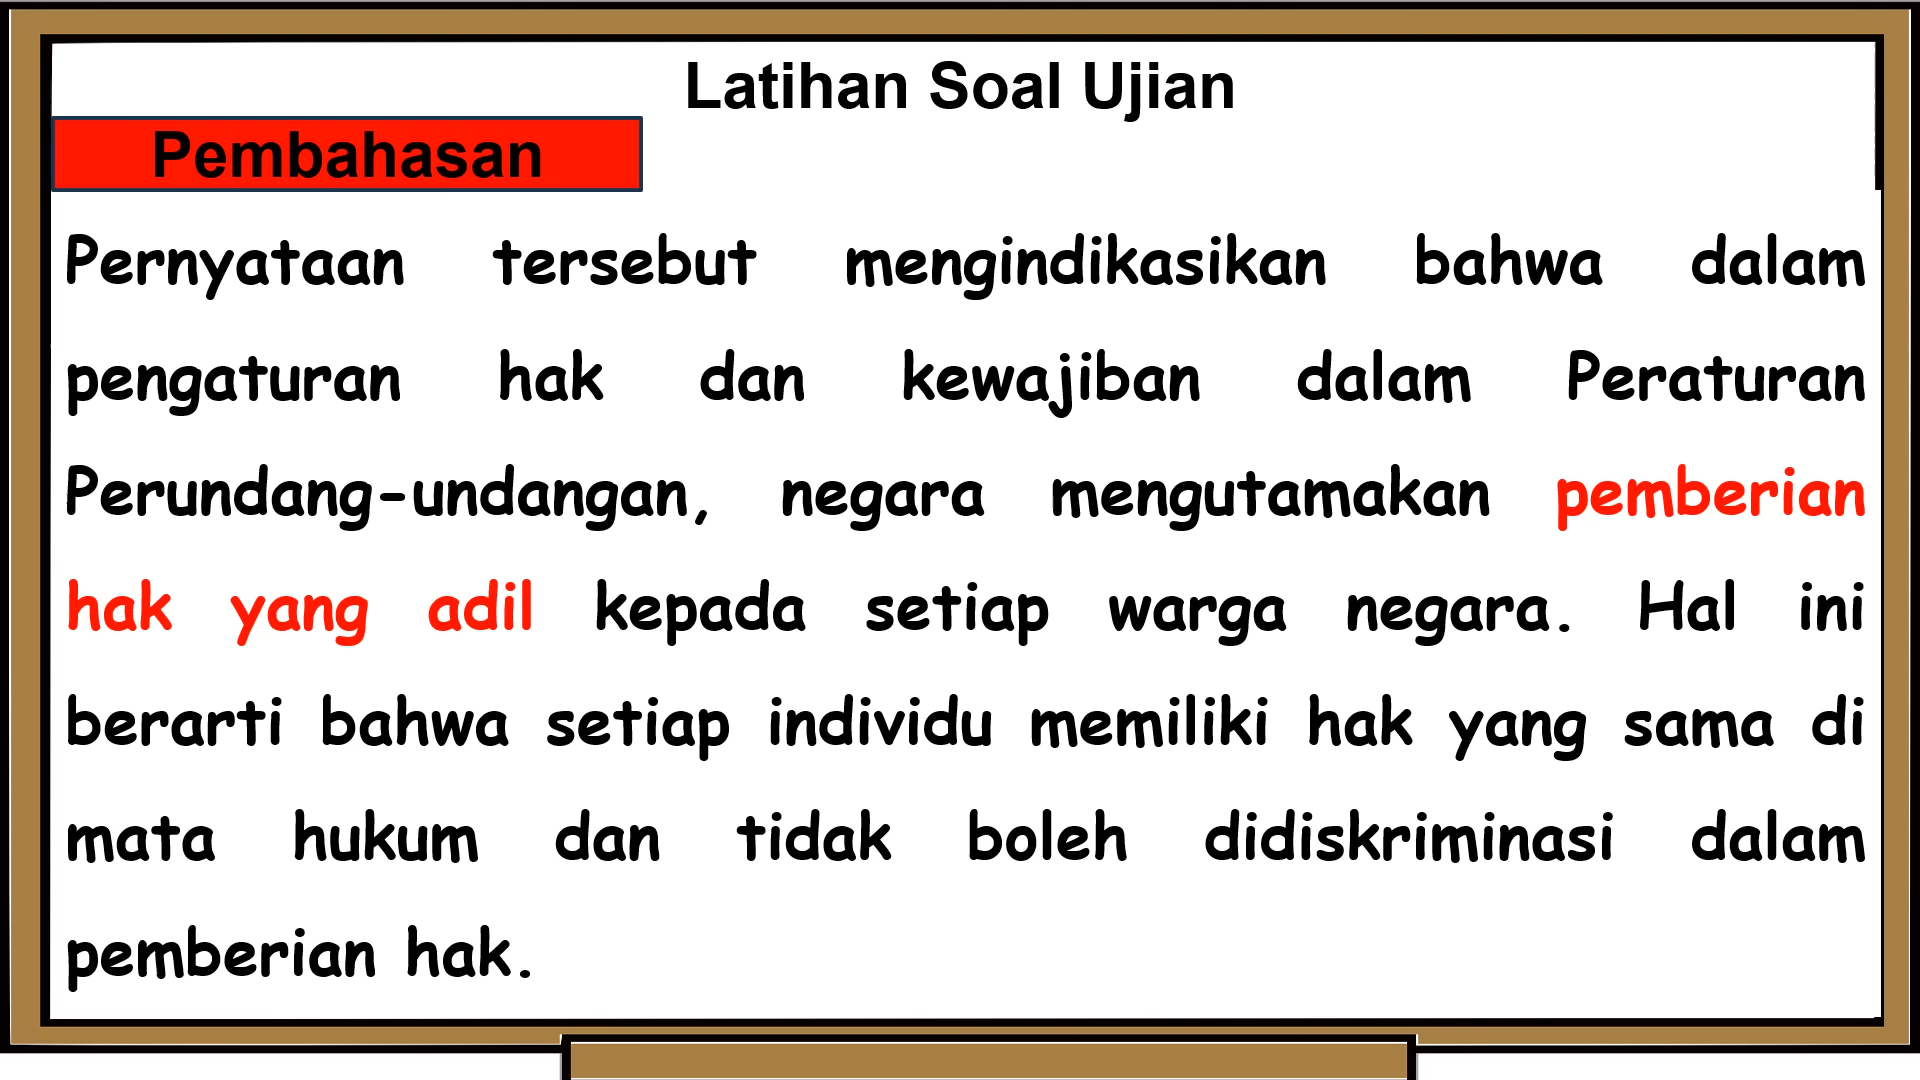 Latihan Soal Ujian
Pembahasan
Pernyataan tersebut mengindikasikan bahwa dalam
pengaturan hak dan kewajiban dalam Peraturan
Perundang-undangan, negara mengutamakan pemberian
hak yang adil kepada setiap warga negara. Hal ini
berarti bahwa setiap individu memiliki hak yang sama di
mata hukum dan tidak boleh didiskriminasi dalam
pemberian hak.